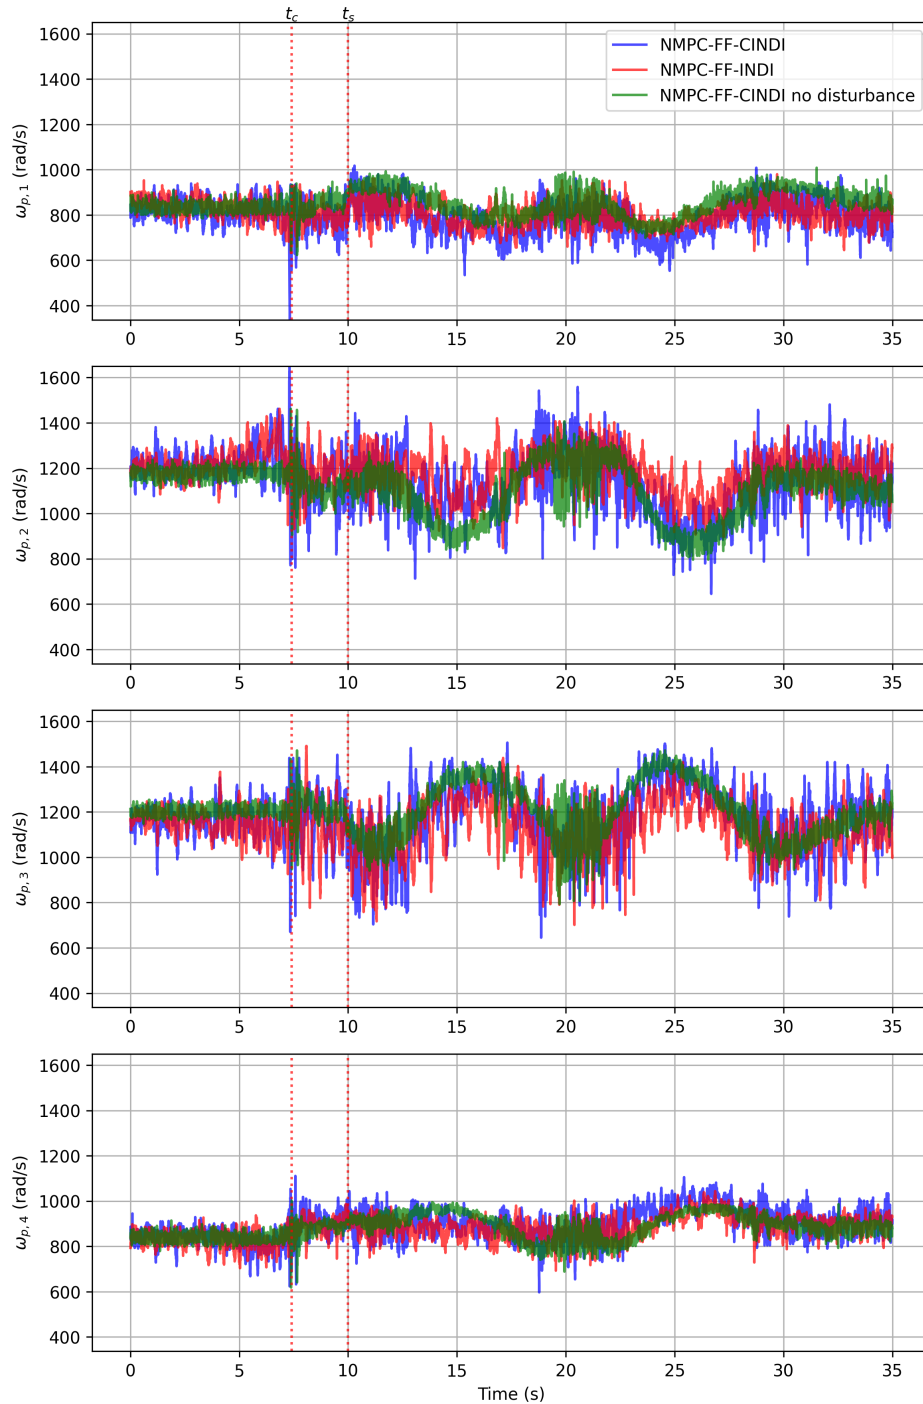 t_c t_s
1600
1400
1200
1000
800
600
400
ω_{p,1} (rad/s)
NMPC-FF-CINDI
NMPC-FF-INDI
NMPC-FF-CINDI no disturbance
0 5 10 15 20 25 30 35
1600
1400
1200
1000
800
600
400
ω_{p,2} (rad/s)
0 5 10 15 20 25 30 35
1600
1400
1200
1000
800
600
400
ω_{p,3} (rad/s)
0 5 10 15 20 25 30 35
1600
1400
1200
1000
800
600
400
ω_{p,4} (rad/s)
0 5 10 15 20 25 30 35
Time (s)